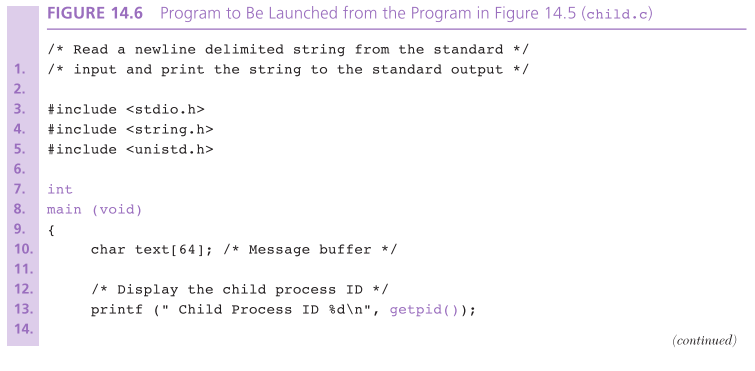 FIGURE 14.6 Program to Be Launched from the Program in Figure 14.5 (child.c)
/* Read a newline delimited string from the standard */
1. /* input and print the string to the standard output */
2.
3. #include <stdio.h>
4. #include <string.h>
5. #include <unistd.h>
6.
7. int
8. main (void)
9. {
10. char text[64]; /* Message buffer */
11.
12. /* Display the child process ID */
13. printf (" Child Process ID %d\n", getpid());
14.
(continued)